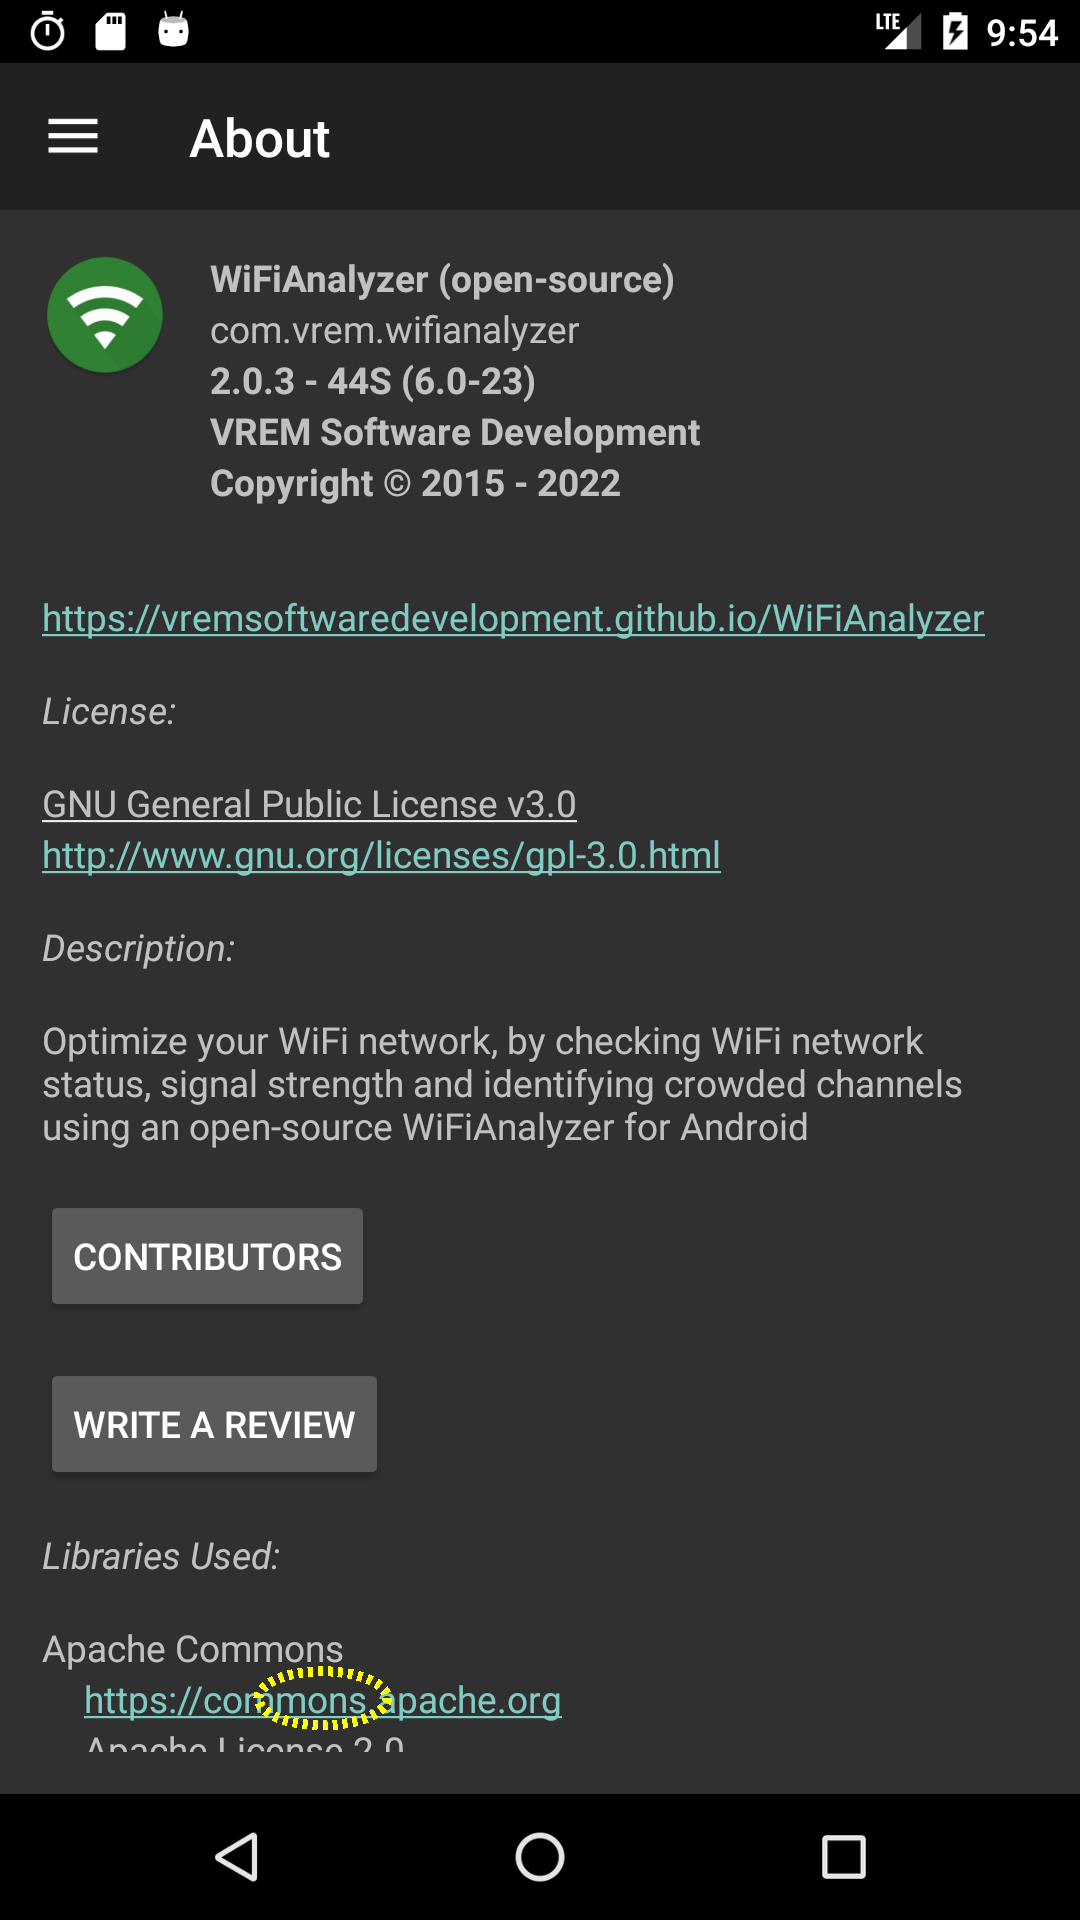 LTE 9:54
About
WiFiAnalyzer (open-source)
com.vrem.wifianalyzer
2.0.3 - 44S (6.0-23)
VREM Software Development
Copyright © 2015 - 2022
https://vremsoftwaredevelopment.github.io/WiFiAnalyzer
License:
GNU General Public License v3.0
http://www.gnu.org/licenses/gpl-3.0.html
Description:
Optimize your WiFi network, by checking WiFi network
status, signal strength and identifying crowded channels
using an open-source WiFiAnalyzer for Android
CONTRIBUTORS
WRITE A REVIEW
Libraries Used:
Apache Commons
https://commons.apache.org
Apache License 2.0